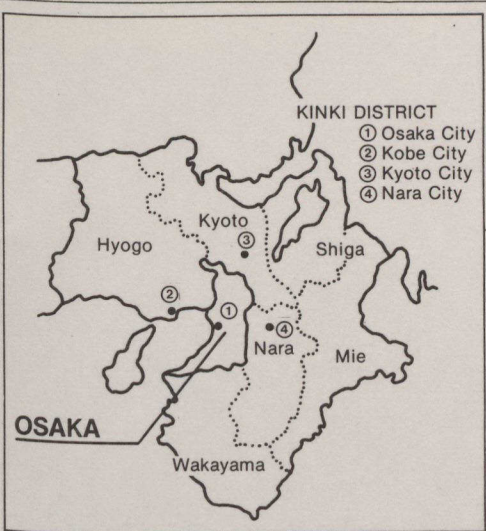 KINKI DISTRICT
① Osaka City
② Kobe City
③ Kyoto City
④ Nara City
Kyoto
③
Hyogo
Shiga
②
①
④
Nara
Mie
OSAKA
Wakayama